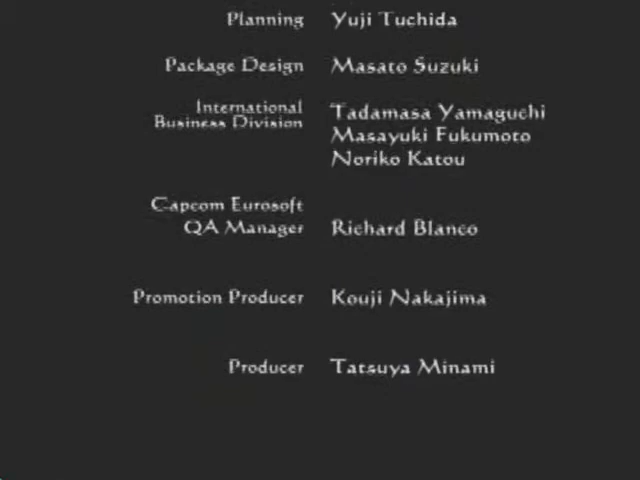 Planning Yuji Tuchida
Package Design Masato Suzuki
International
Business Division
Tadamasa Yamaguchi
Masayuki Fukumoto
Noriko Katou
Capcom Eurosoft
QA Manager Richard Blanco
Promotion Producer Kouji Nakajima
Producer Tatsuya Minami